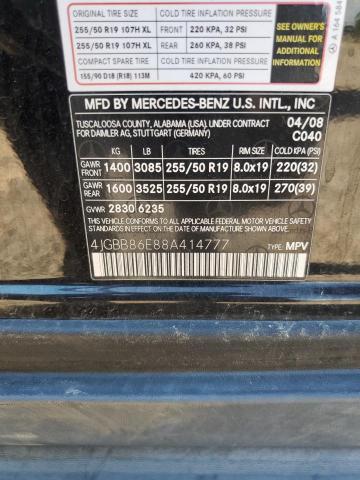 ORIGINAL TIRE SIZE COLD TIRE INFLATION PRESSURE
255/50 R19 107H XL FRONT 220 KPA, 32 PSI
255/50 R19 107H XL REAR 260 KPA, 38 PSI
COMPACT SPARE TIRE COLD TIRE INFLATION PRESSURE
155/90 D18 (R18) 113M 420 KPA, 60 PSI
SEE OWNER'S
MANUAL FOR
ADDITIONAL
INFORMATION
A 164 584
MFD BY MERCEDES-BENZ U.S. INTL., INC
TUSCALOOSA COUNTY, ALABAMA (USA). UNDER CONTRACT
FOR DAIMLER AG, STUTTGART (GERMANY)
04/08
C040
KG LB TIRES RIMS COLD KPA (PSI)
GAWR FRONT 1400 3085 255/50 R19 8.0x19 220(32)
GAWR REAR 1600 3525 255/50 R19 8.0x19 270(39)
GVWR 2830 6235
THIS VEHICLE CONFORMS TO ALL APPLICABLE FEDERAL MOTOR VEHICLE
IN EFFECT ON THE DATE OF MANUFACTURE SHOWN ABOVE.
4JGBB86E88A414777 TYPE: MPV